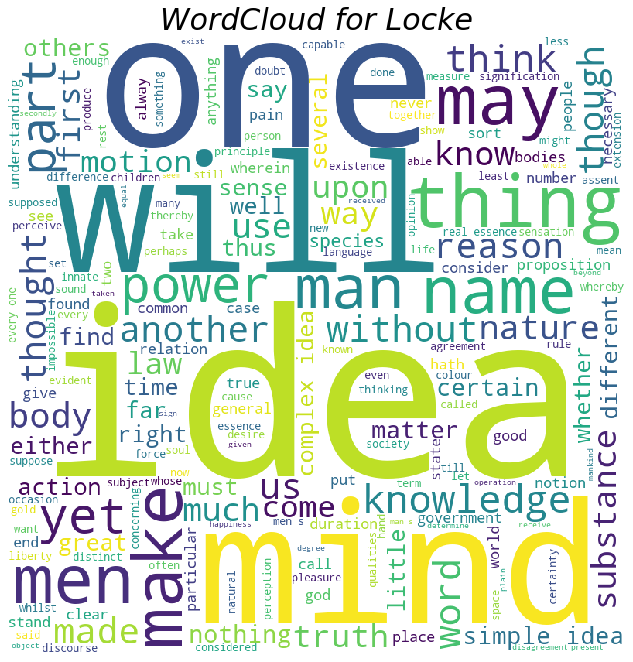 WordCloud for Locke
others
enough
one
exist
capable
done
less
think
measure
signification
may
never
together
show
people
though
necessary
might
extension
understanding
secondly
part
first
produce
rest
alway
something
anything
say
doubt
pain
several
person
principle
sort
know
bodies
motion
wherein
existence
able
least
number
assent
difference
children
still
seen
sense
upon
will
thing
supposed
see
perceive
equal
many
thereby
well
use
way
new
received
opinion
real essence
sensation
life
mean
take
thus
species
language
perhaps
reason
consider
proposition
whereby
beyond
set
innate
sound
two
taken
every one
thought
found
every
impossible
power
man
name
common
case
find
another
without
nature
relation
known
agreement
rule
evident
law
true
even
hath
whether
different
give
time
cause
thinking
colour
certain
general
complex idea
called
far
sign
body
essence
desire
idea
matter
good
either
right
given
society
state
suppose
force
soul
now
till
notion
mankind
action
subject
whose
must
us
put
term
let
operation
occasion
gold
yet
make
concerning
much
come
knowledge
substance
want
end
happiness
men's
duration
hand
man's
government
determine
receive
world
liberty
great
distinct
particular
degree
qualities
little
men
often
natural
perception
call
pleasure
mind
word
space
plain
certainty
whilst
god
stand
clear
said
made
nothing
truth
place
simple idea
object
discourse
considered
disagreement
present